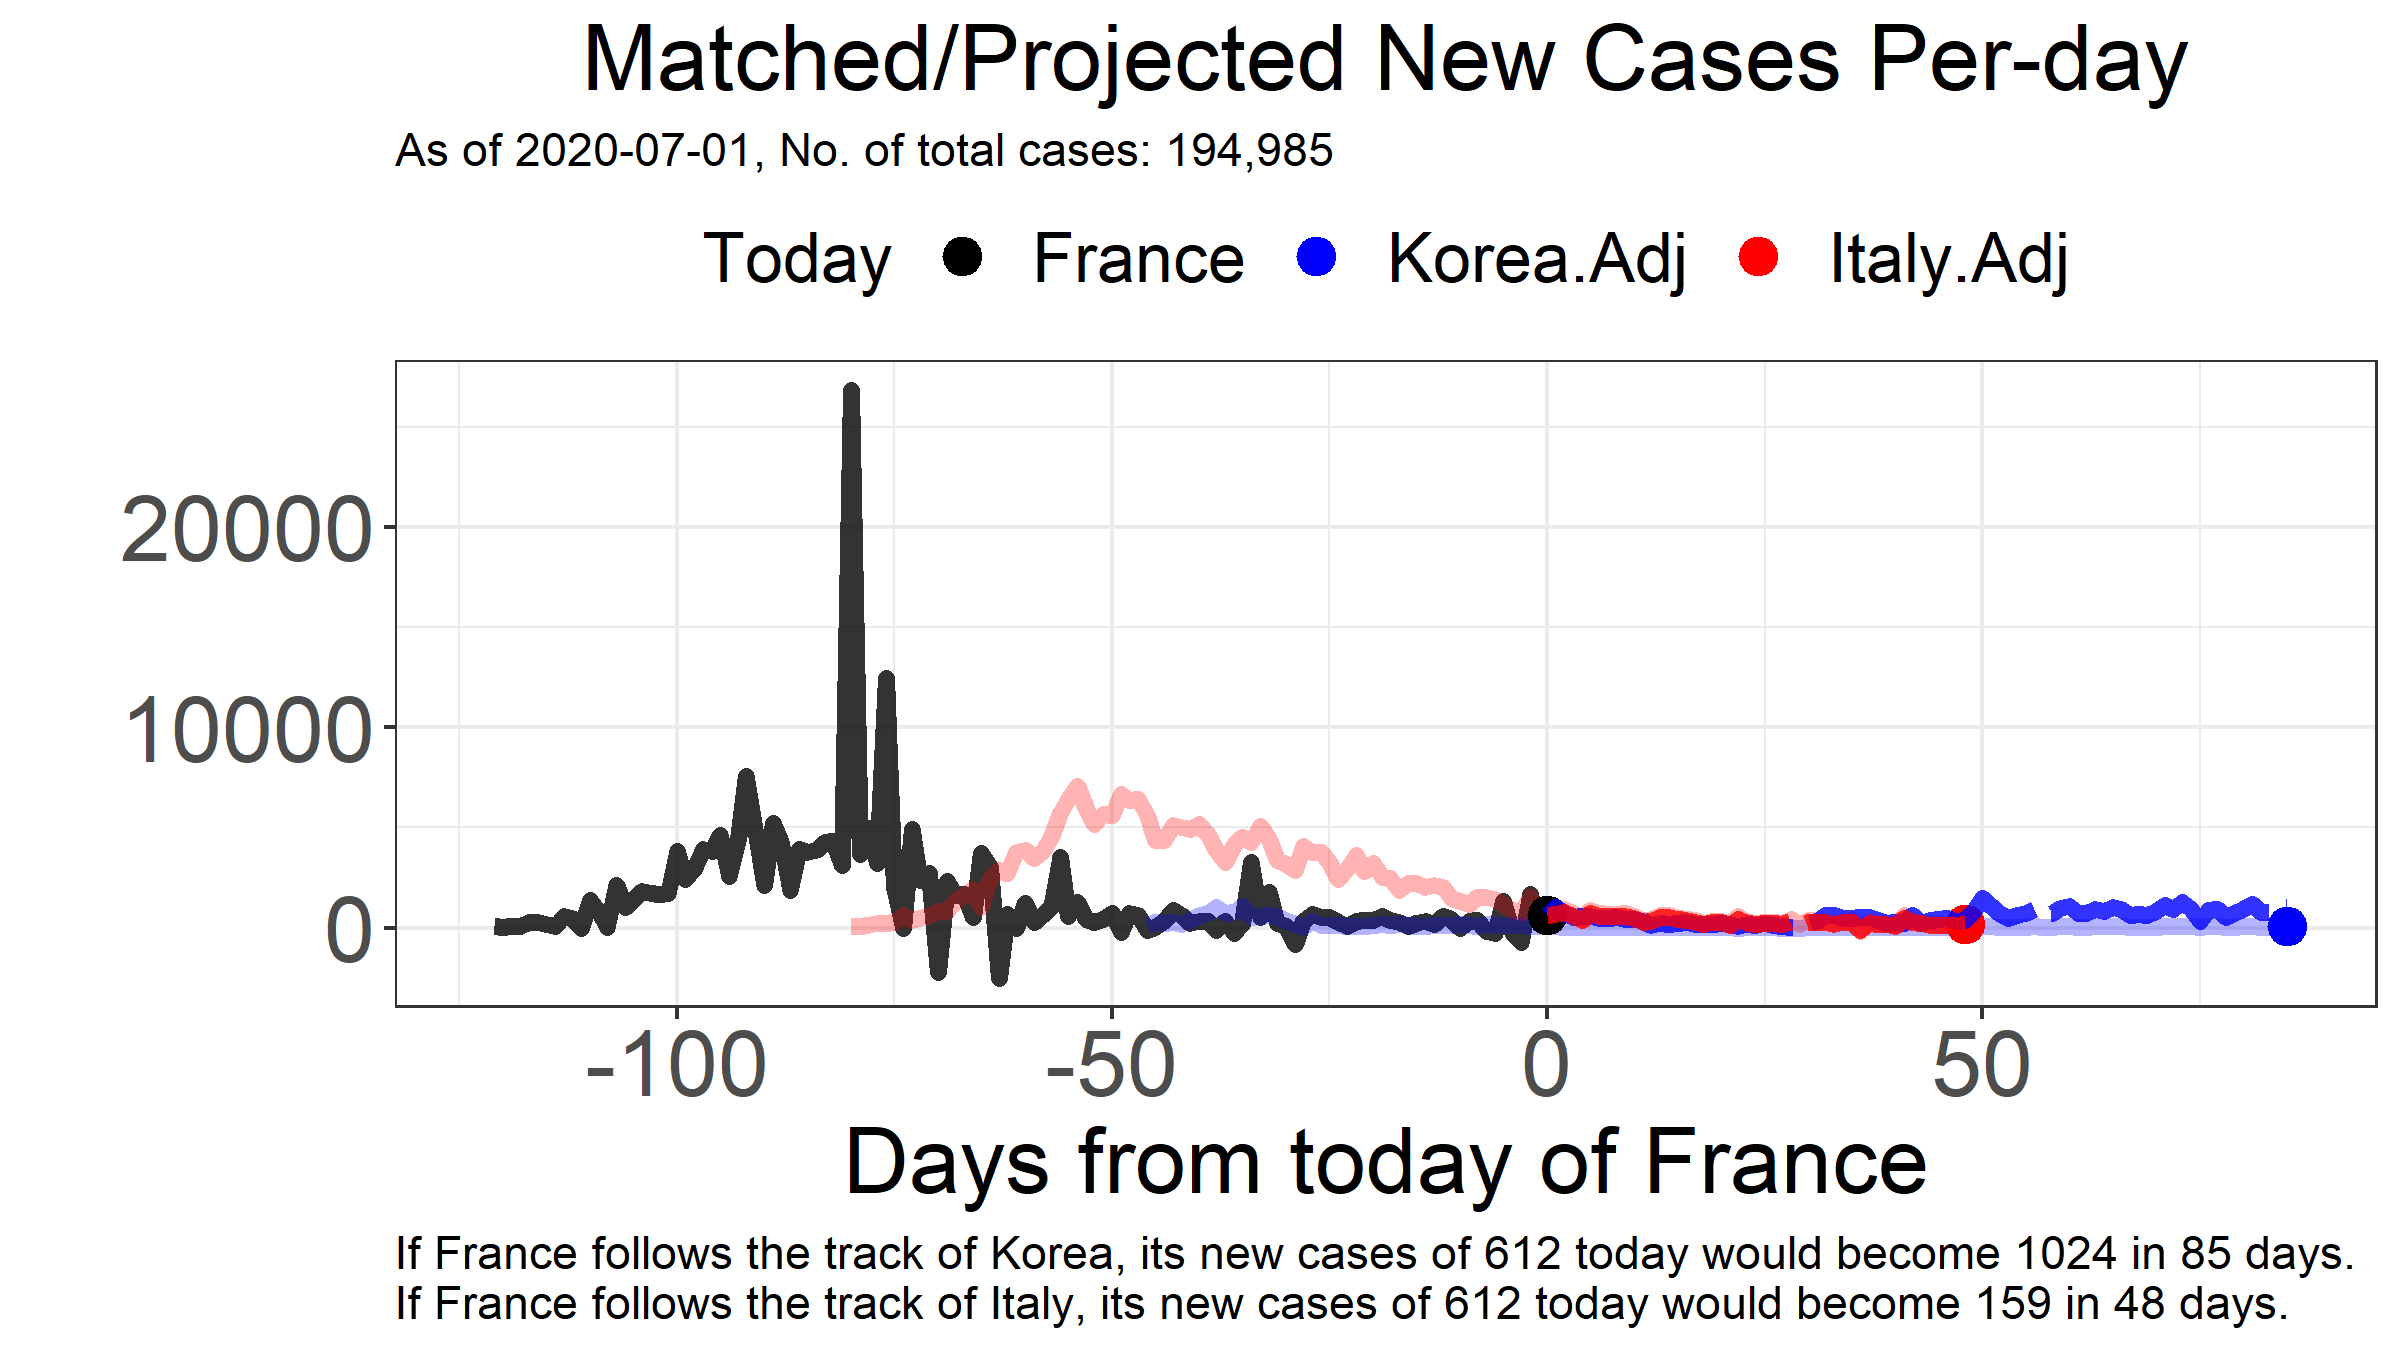 Matched/Projected New Cases Per-day
As of 2020-07-01, No. of total cases: 194,985
Today France Korea.Adj Italy.Adj
20000
10000
0
-100 -50 0 50
Days from today of France
If France follows the track of Korea, its new cases of 612 today would become 1024 in 85 days.
If France follows the track of Italy, its new cases of 612 today would become 159 in 48 days.